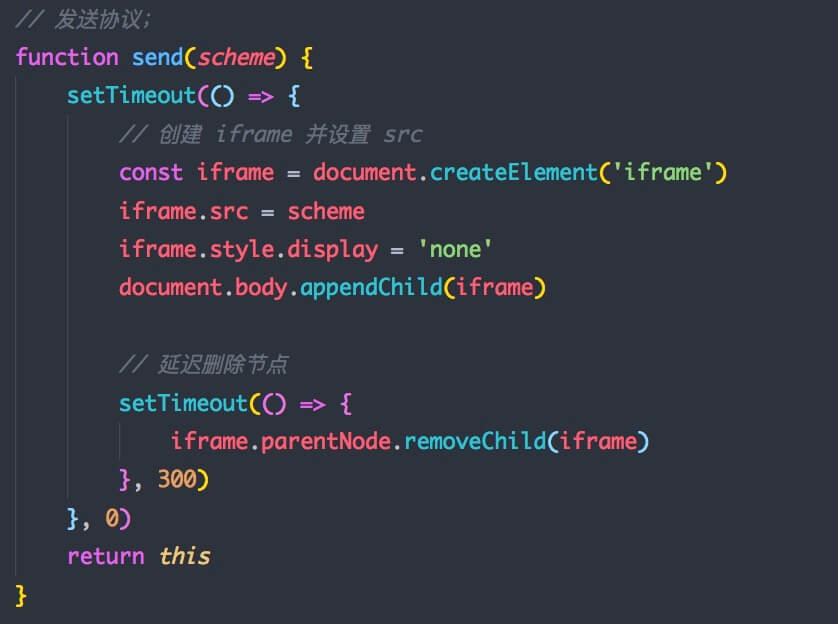 // 发送协议；
function send(scheme) {
    setTimeout(() => {
        // 创建 iframe 并设置 src
        const iframe = document.createElement('iframe')
        iframe.src = scheme
        iframe.style.display = 'none'
        document.body.appendChild(iframe)

        // 延迟删除节点
        setTimeout(() => {
            iframe.parentNode.removeChild(iframe)
        }, 300)
    }, 0)
    return this
}